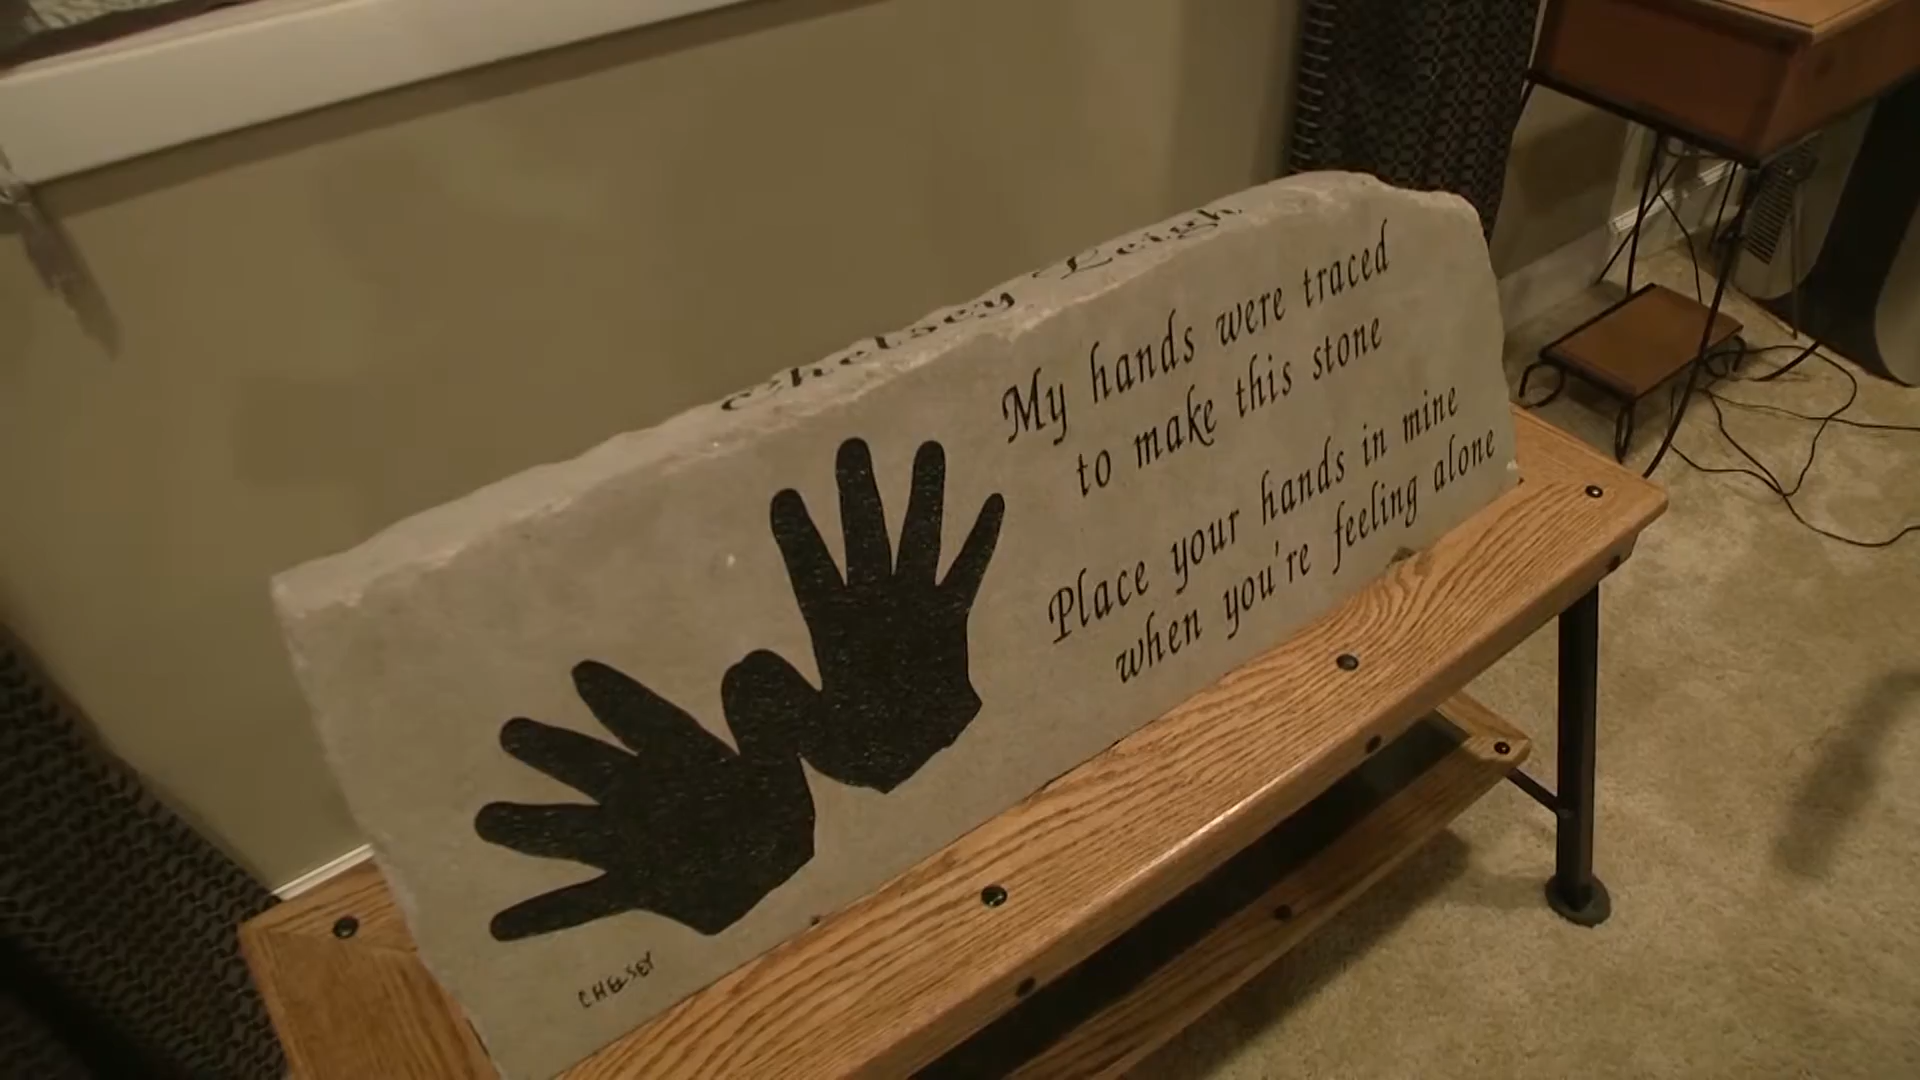 Chelsey Leigh
My hands were traced
to make this stone
Place your hands in mine
when you're feeling alone
CHELSEY